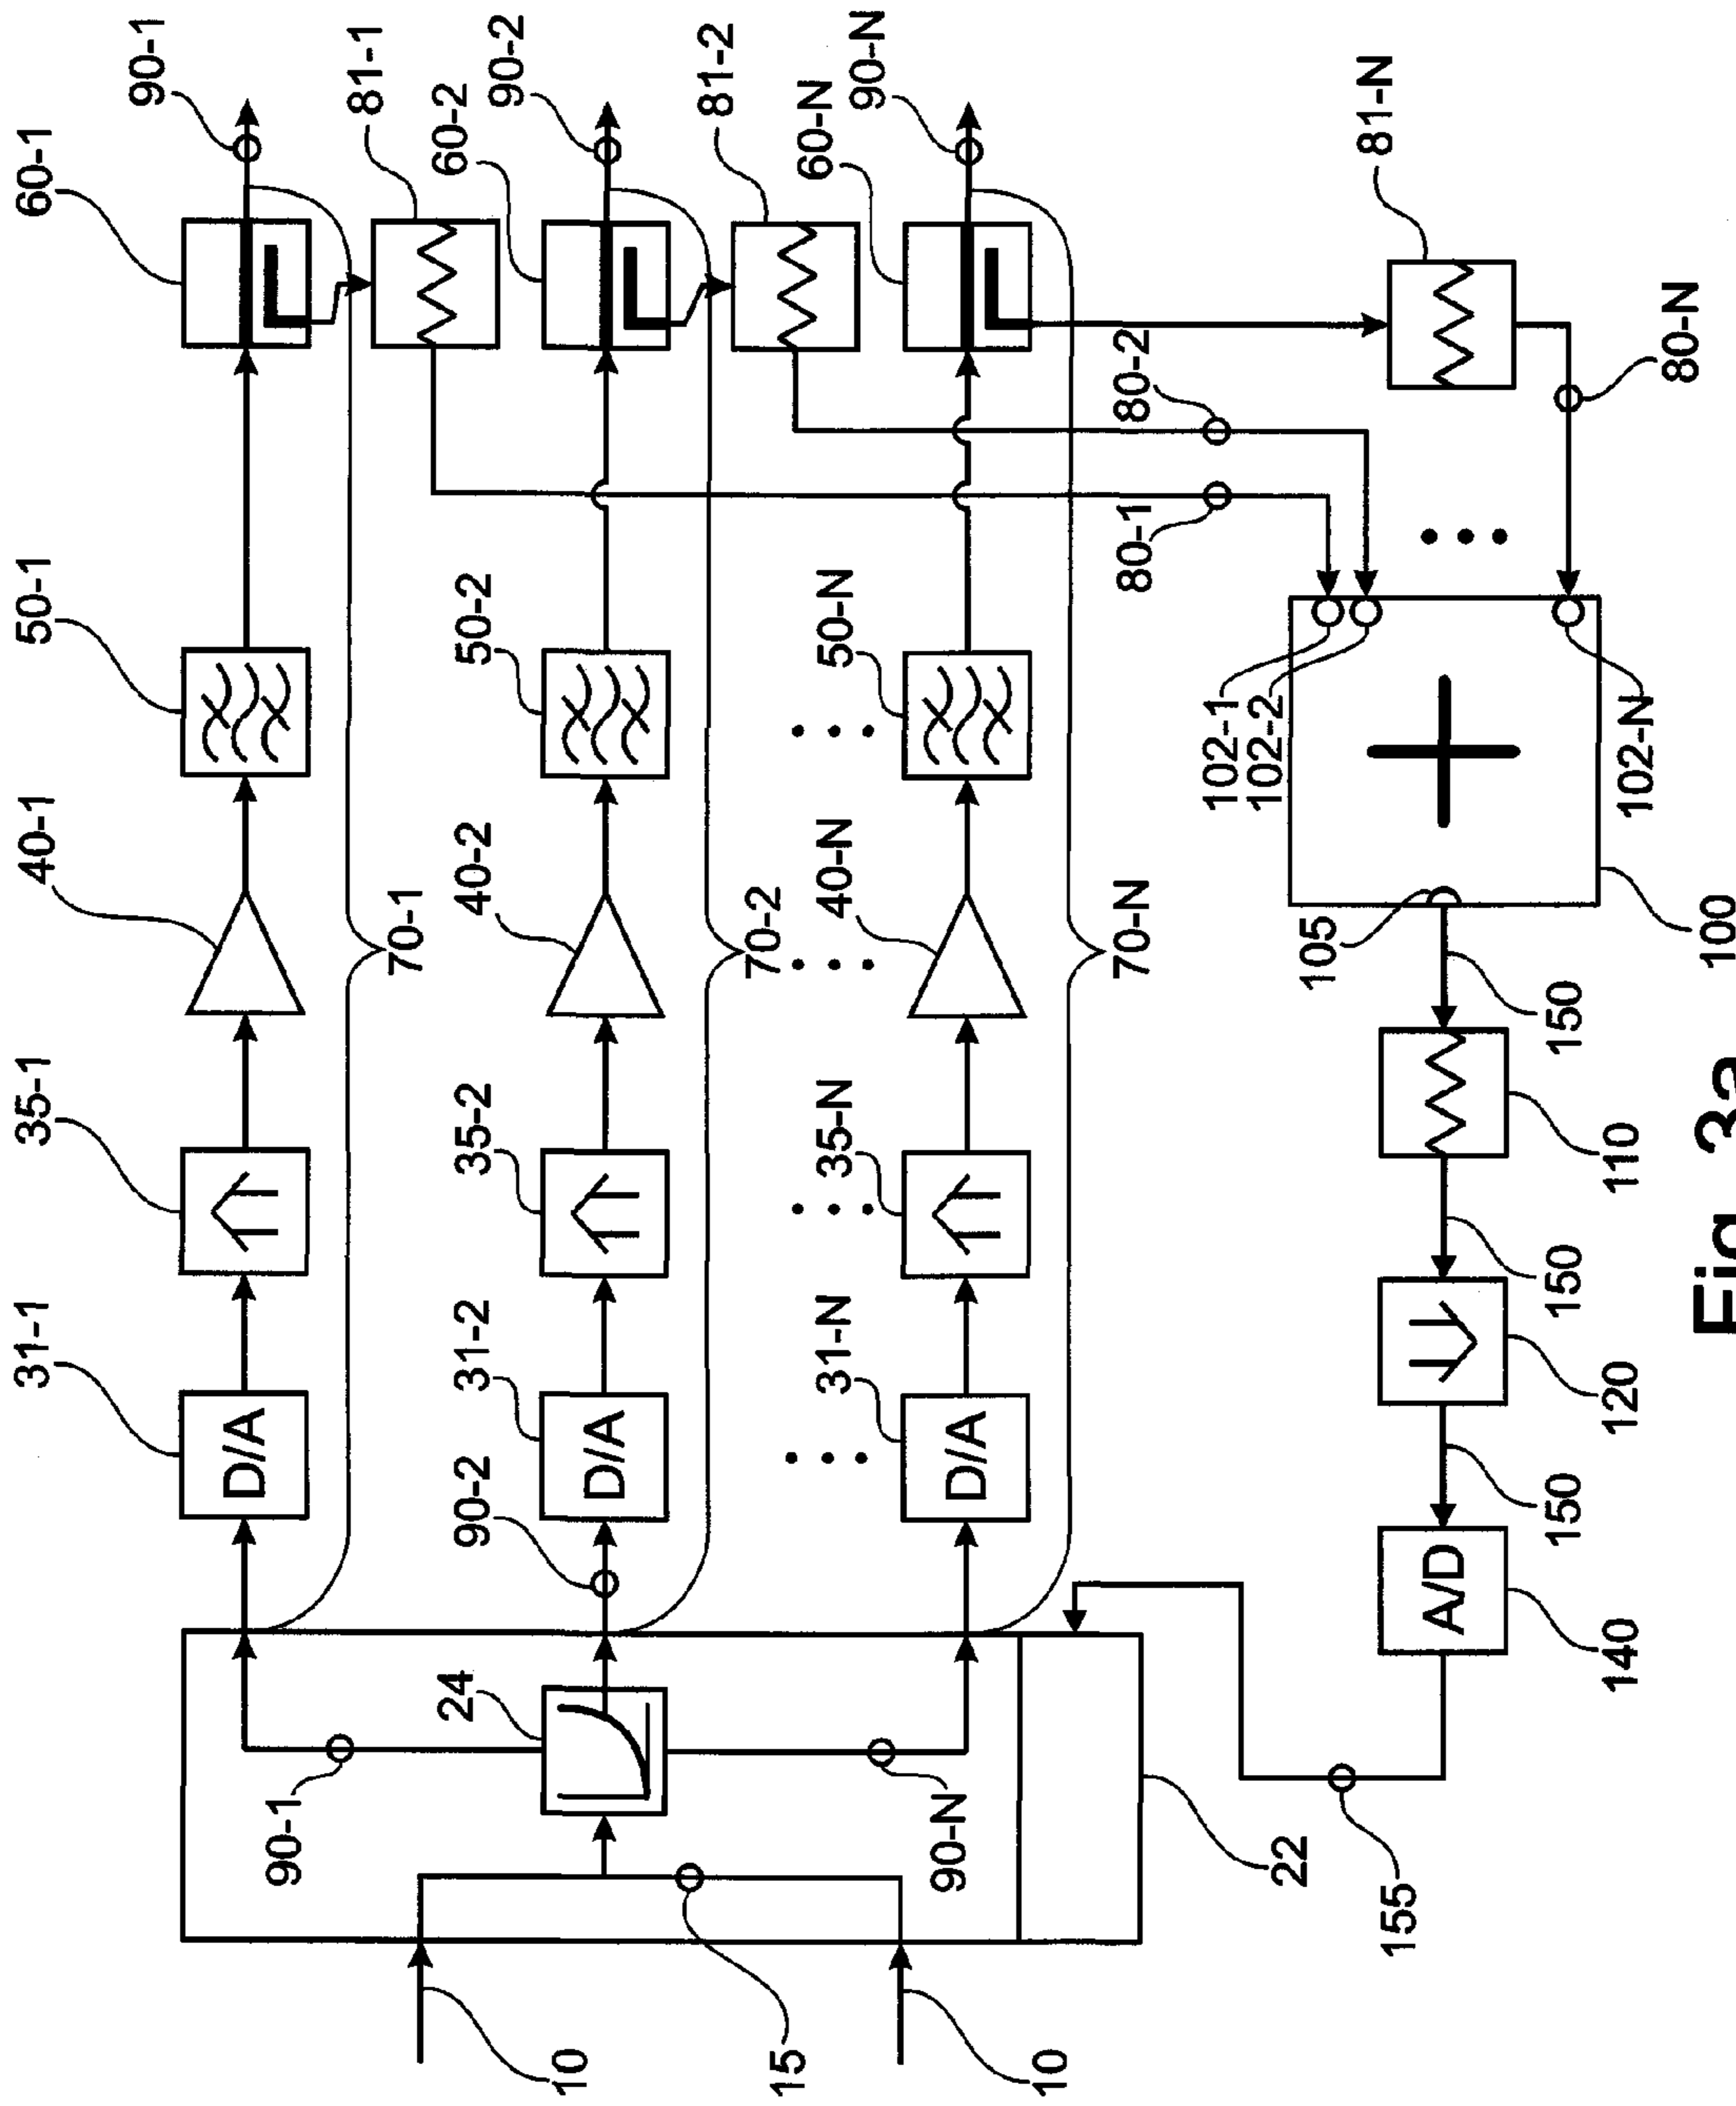 60-1
90-1
50-1
40-1
35-1
31-1
D/A
81-1
70-1
60-2
90-2
50-2
40-2
35-2
31-2
D/A
90-2
24
90-1
81-2
70-2
60-N
90-N
50-N
40-N
35-N
31-N
D/A
90-N
70-N
10
15
10
22
155
80-1
80-2
81-N
80-N
102-1
102-2
102-N
100
105
150
110
150
120
150
A/D
140
Fig. 3a